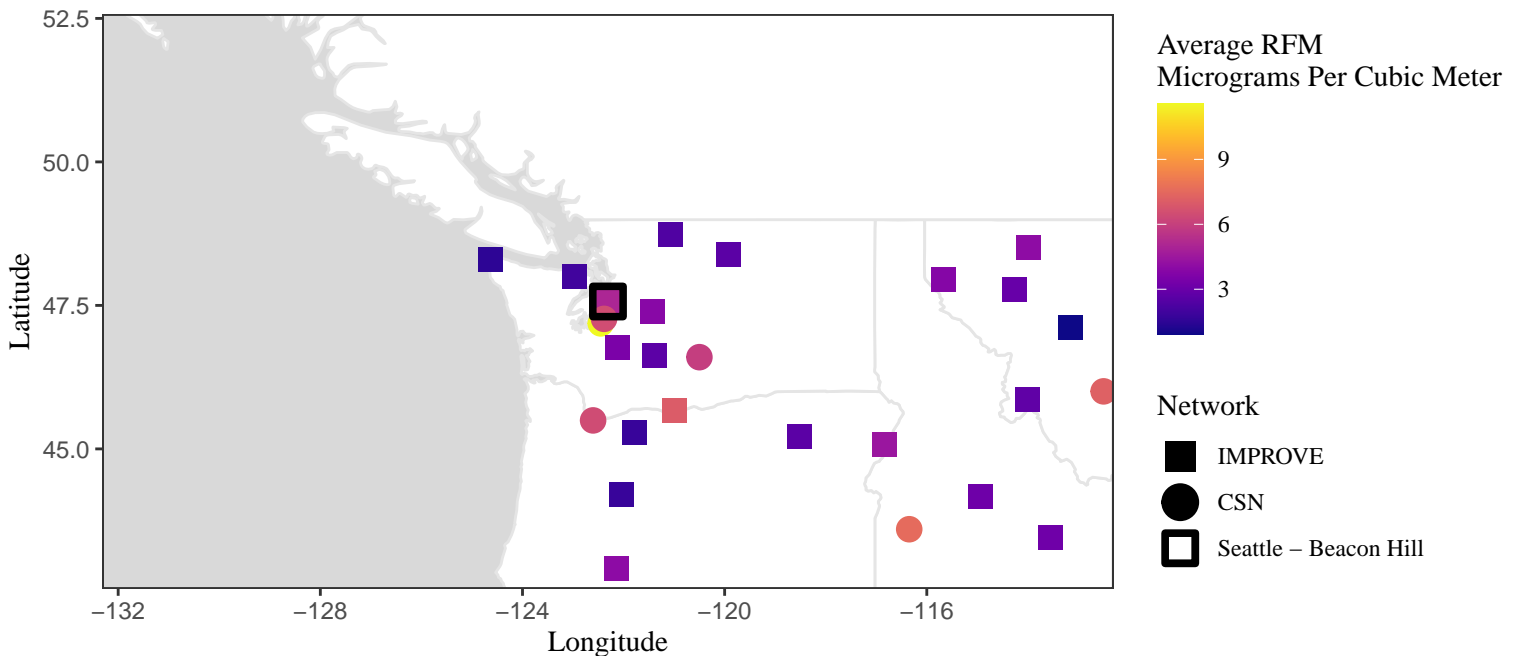 52.5
50.0
47.5
45.0
Latitude
−132
−128
−124
−120
−116
Longitude
Average RFM
Micrograms Per Cubic Meter
9
6
3
Network
IMPROVE
CSN
Seattle − Beacon Hill